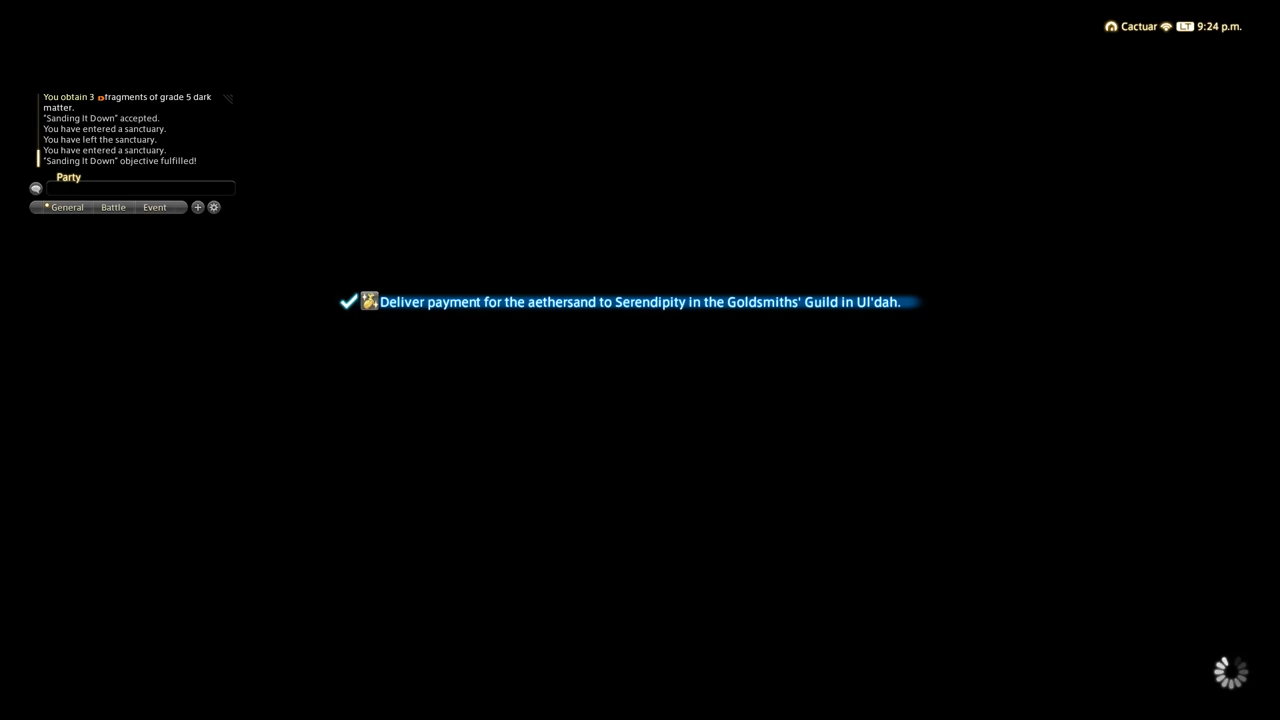 Cactuar LT 9:24 p.m.
You obtain 3 fragments of grade 5 dark
matter.
"Sanding It Down" accepted.
You have entered a sanctuary.
You have left the sanctuary.
You have entered a sanctuary.
"Sanding It Down" objective fulfilled!
Party
General Battle Event
Deliver payment for the aethersand to Serendipity in the Goldsmiths' Guild in Ul'dah.